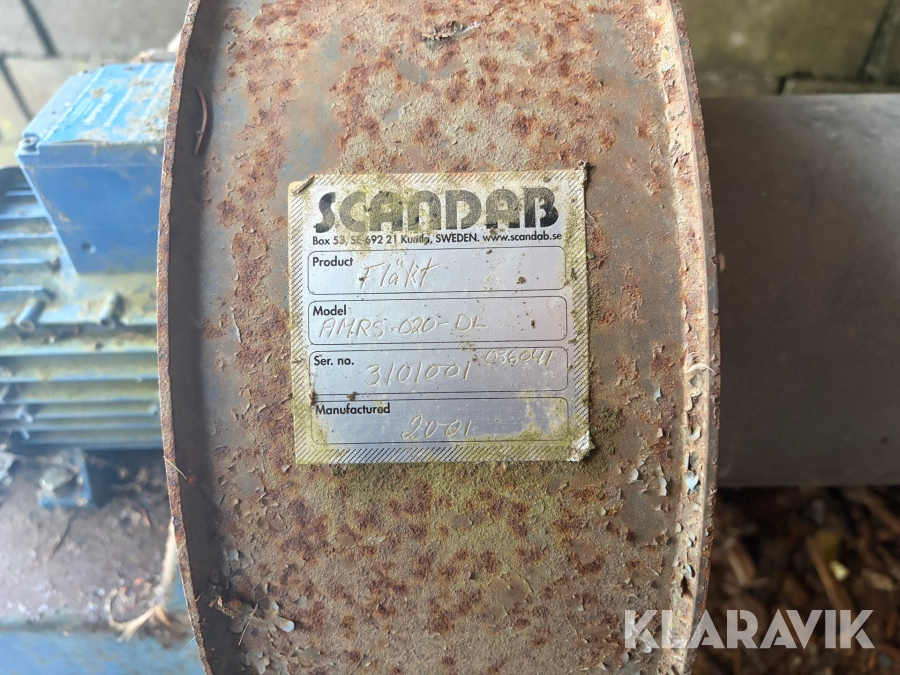 SCANDAB
Box 53, SE-692 21 Kumla, SWEDEN. www.scandab.se
Product
Fläkt
Model
AMRS-020-DL
Ser. no.
3101001 036041
Manufactured
2001
KLARAVIK